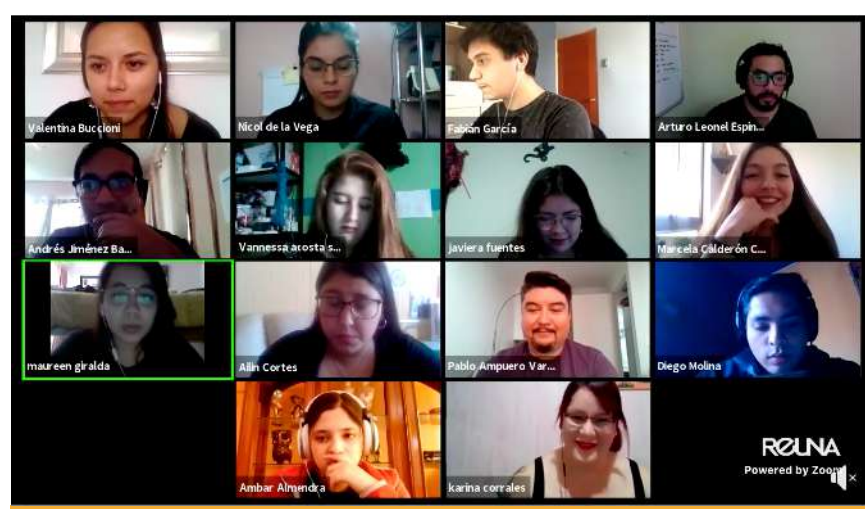 Valentina Buccioni
Nicol de la Vega
Fabián García
Arturo Leonel Espin...
Andrés Jiménez Ba...
Vannessa acosta s...
javiera fuentes
Marcela Calderón C...
maureen giralda
Ailin Cortes
Pablo Ampuero Var...
Diego Molina
Ambar Almendra
karina corrales
REUNA
Powered by Zoom